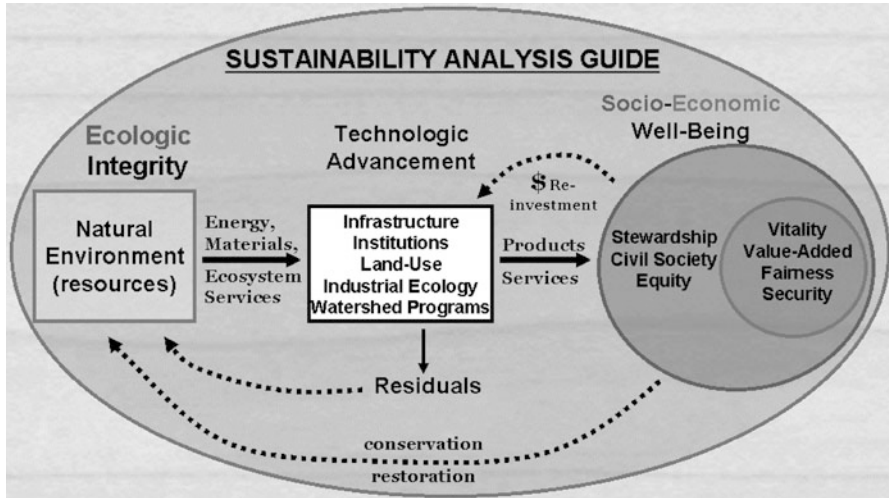 SUSTAINABILITY ANALYSIS GUIDE
Ecologic
Integrity
Natural
Environment
(resources)
Energy,
Materials,
Ecosystem
Services
Technologic
Advancement
Infrastructure
Institutions
Land-Use
Industrial Ecology
Watershed Programs
Residuals
$ Re-
investment
Products
Services
Socio-Economic
Well-Being
Stewardship
Civil Society
Equity
Vitality
Value-Added
Fairness
Security
conservation
restoration